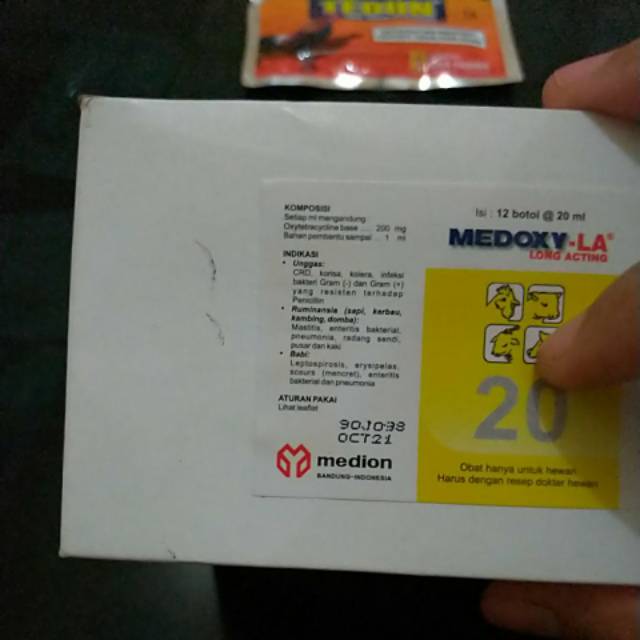 TEDUN
KOMPOSISI
Setiap ml mengandung :
Oxytetracycline base ..... 200 mg
Bahan pembantu sampai .. 1 ml
INDIKASI
• Unggas:
CRD, korisa, kolera, infeksi
bakteri Gram (-) dan Gram (+)
yang resisten terhadap
Penicillin
• Ruminansia (sapi, kerbau,
kambing, domba):
Mastitis, enteritis bakterial,
pneumonia, radang sendi,
pusar dan kaki
• Babi:
Leptospirosis, erysipelas,
scours (mencret), enteritis
bakterial dan pneumonia
ATURAN PAKAI
Lihat leaflet
90J098
OCT21
medion
BANDUNG-INDONESIA
Isi : 12 botol @ 20 ml
MEDOXY-LA®
LONG ACTING
20
Obat hanya untuk hewan
Harus dengan resep dokter hewan